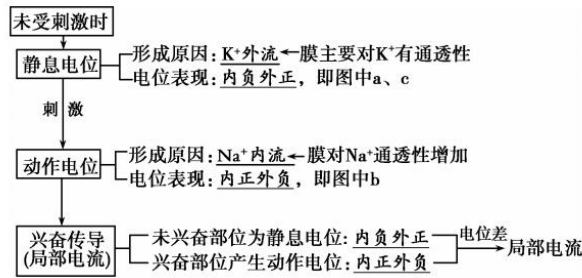 未受刺激时
形成原因:K⁺外流←膜主要对K⁺有通透性
静息电位
电位表现:内负外正,即图中a、c
刺 激
形成原因:Na⁺内流←膜对Na⁺通透性增加
动作电位
电位表现:内正外负,即图中b
兴奋传导
(局部电流)
未兴奋部位为静息电位:内负外正
兴奋部位产生动作电位:内正外负
电位差
局部电流